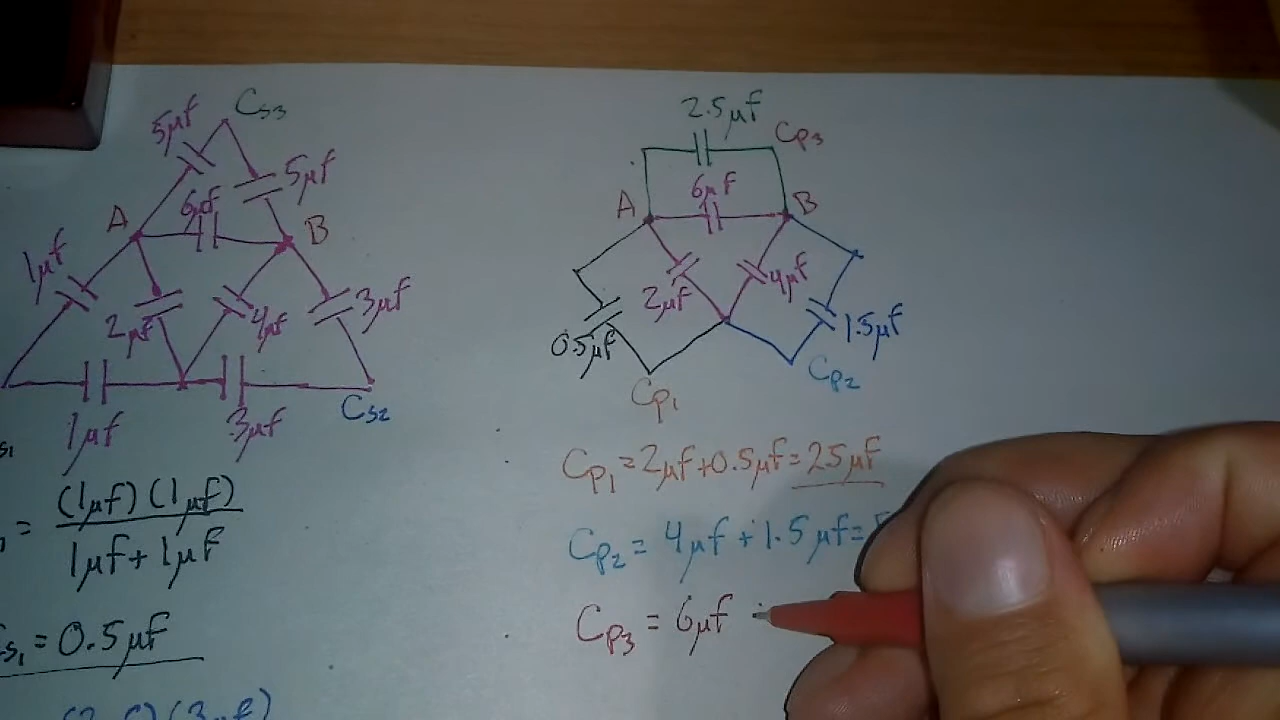 5μf
Cs3
5μf
6μf
A
B
1μf
2μf
4μf
3μf
1μf
3μf
Cs2
s1
= (1μf)(1μf)
1μf+1μF
s1 = 0.5μf
2.5μf
Cp3
A
6μf
B
2μf
4μf
0.5μf
1.5μf
Cp1
Cp2
Cp1=2μf+0.5μf=2.5μf
Cp2= 4μf+1.5μf=
Cp3 = 6μf